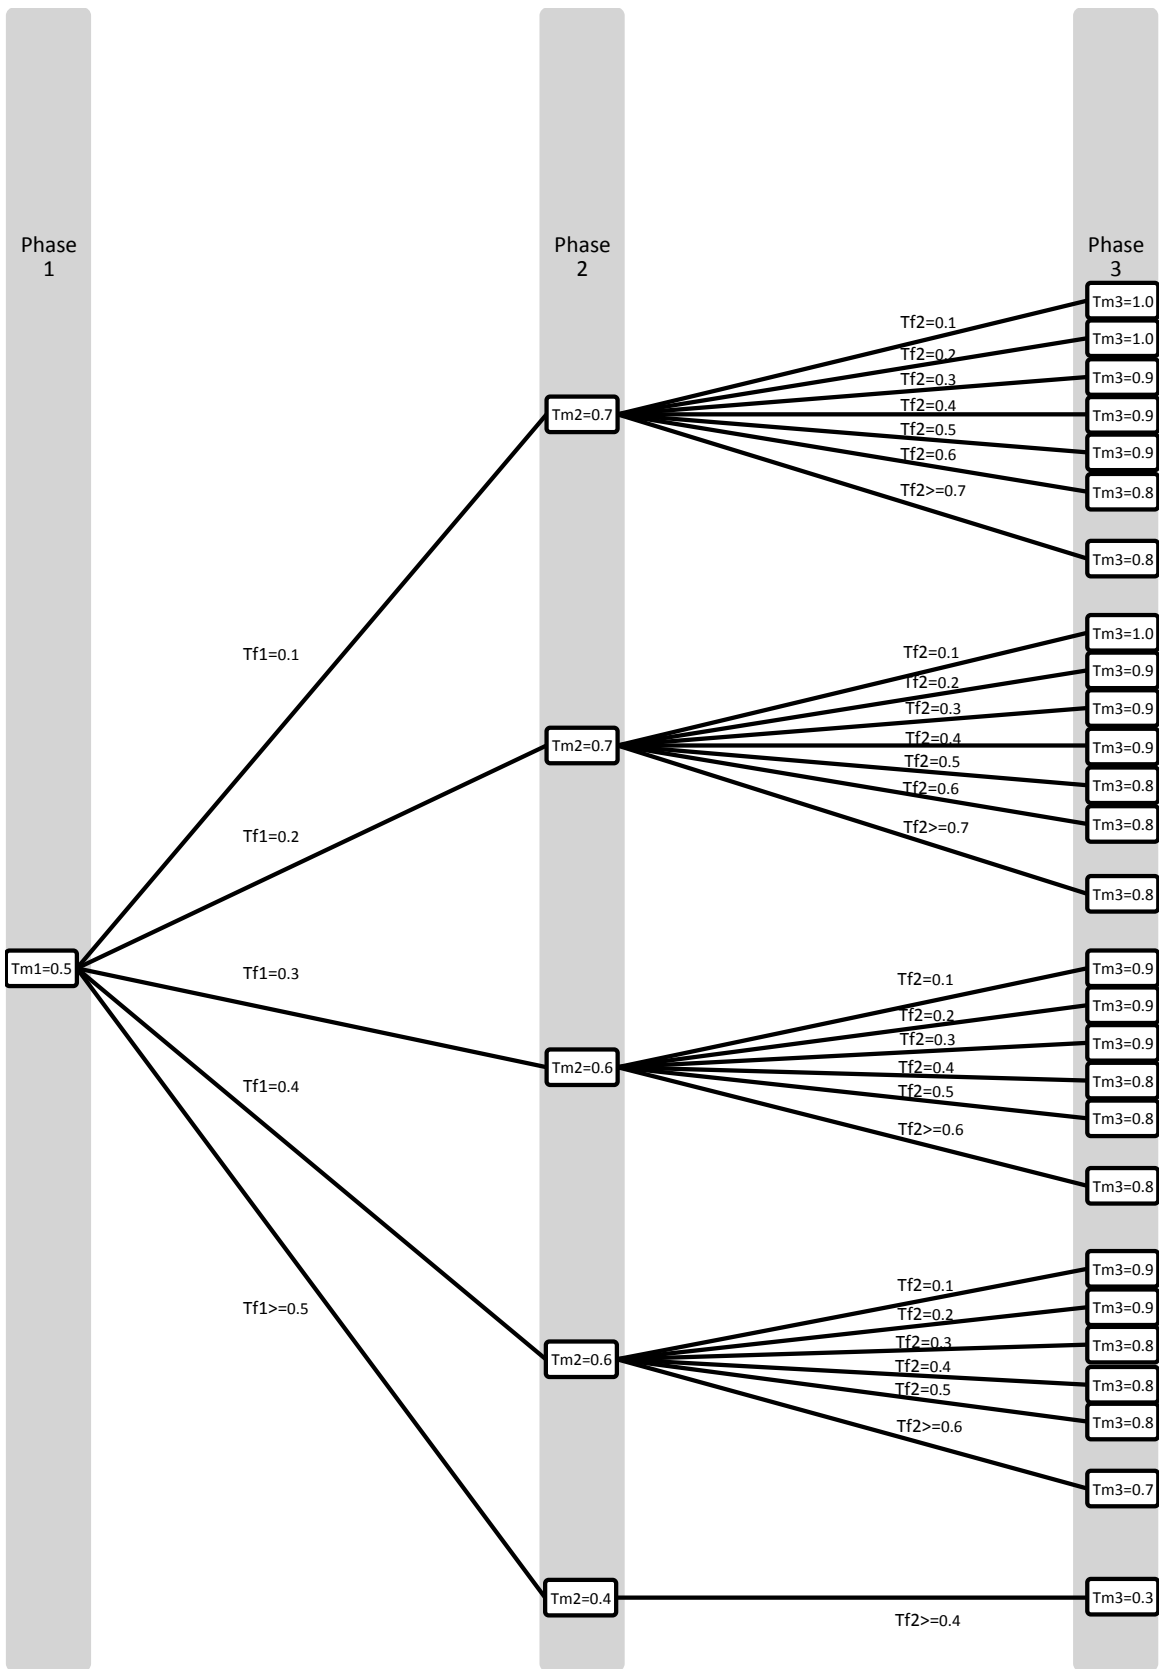 Phase
1
Phase
2
Phase
3
Tm1=0.5
Tf1=0.1
Tf1=0.2
Tf1=0.3
Tf1=0.4
Tf1>=0.5
Tm2=0.7
Tf2=0.1
Tf2=0.2
Tf2=0.3
Tf2=0.4
Tf2=0.5
Tf2=0.6
Tf2>=0.7
Tm3=1.0
Tm3=1.0
Tm3=0.9
Tm3=0.9
Tm3=0.9
Tm3=0.8
Tm3=0.8
Tm2=0.7
Tf2=0.1
Tf2=0.2
Tf2=0.3
Tf2=0.4
Tf2=0.5
Tf2=0.6
Tf2>=0.7
Tm3=1.0
Tm3=0.9
Tm3=0.9
Tm3=0.9
Tm3=0.8
Tm3=0.8
Tm3=0.8
Tm2=0.6
Tf2=0.1
Tf2=0.2
Tf2=0.3
Tf2=0.4
Tf2=0.5
Tf2>=0.6
Tm3=0.9
Tm3=0.9
Tm3=0.9
Tm3=0.8
Tm3=0.8
Tm3=0.8
Tm2=0.6
Tf2=0.1
Tf2=0.2
Tf2=0.3
Tf2=0.4
Tf2=0.5
Tf2>=0.6
Tm3=0.9
Tm3=0.9
Tm3=0.8
Tm3=0.8
Tm3=0.8
Tm3=0.7
Tm2=0.4
Tf2>=0.4
Tm3=0.3